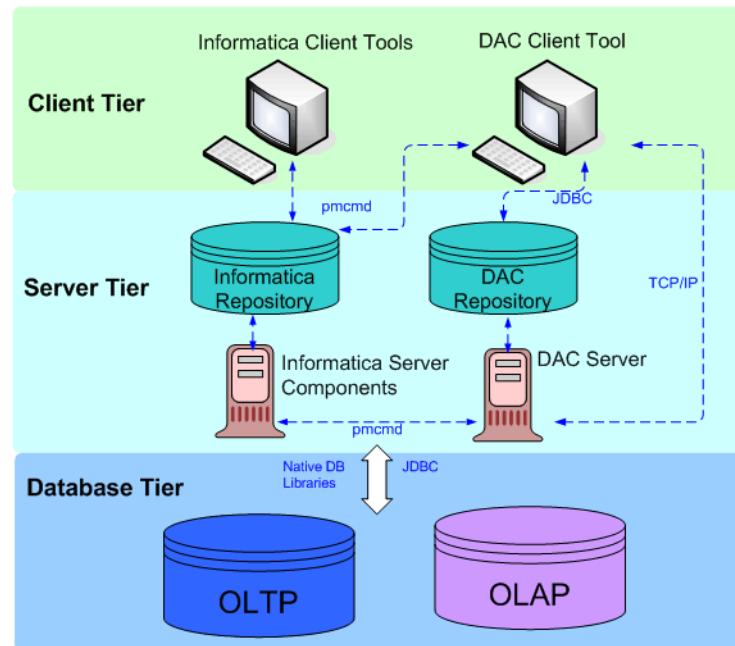 Informatica Client Tools
DAC Client Tool
Client Tier
pmcmd
JDBC
Informatica
Repository
DAC
Repository
Server Tier
TCP/IP
Informatica Server
Components
DAC Server
pmcmd
Native DB
Libraries
JDBC
Database Tier
OLTP
OLAP